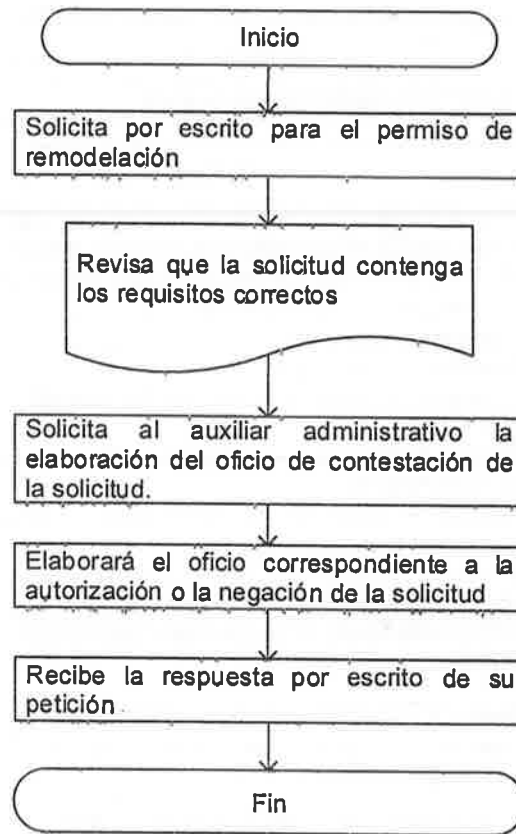 Inicio
Solicita por escrito para el permiso de
remodelación
Revisa que la solicitud contenga
los requisitos correctos
Solicita al auxiliar administrativo la
elaboración del oficio de contestación de
la solicitud.
Elaborará el oficio correspondiente a la
autorización o la negación de la solicitud
Recibe la respuesta por escrito de su
petición
Fin